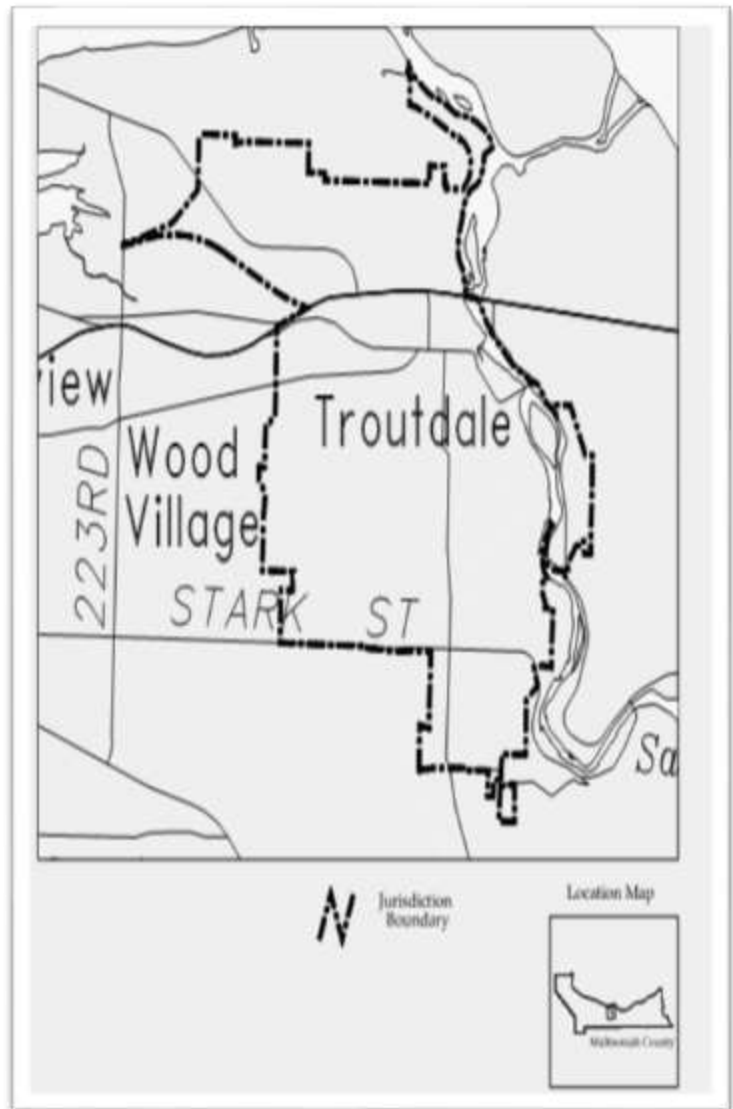 view
Troutdale
Wood
Village
223RD
STARK ST
Sa
Jurisdiction
Boundary
Location Map
Multnomah County